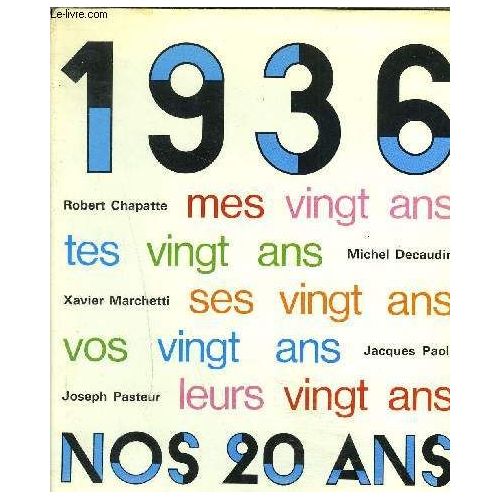 Le-livre.com
1936
Robert Chapatte mes vingt ans
tes vingt ans Michel Decaudin
Xavier Marchetti ses vingt ans
vos vingt ans Jacques Paoli
Joseph Pasteur leurs vingt ans
NOS 20 ANS